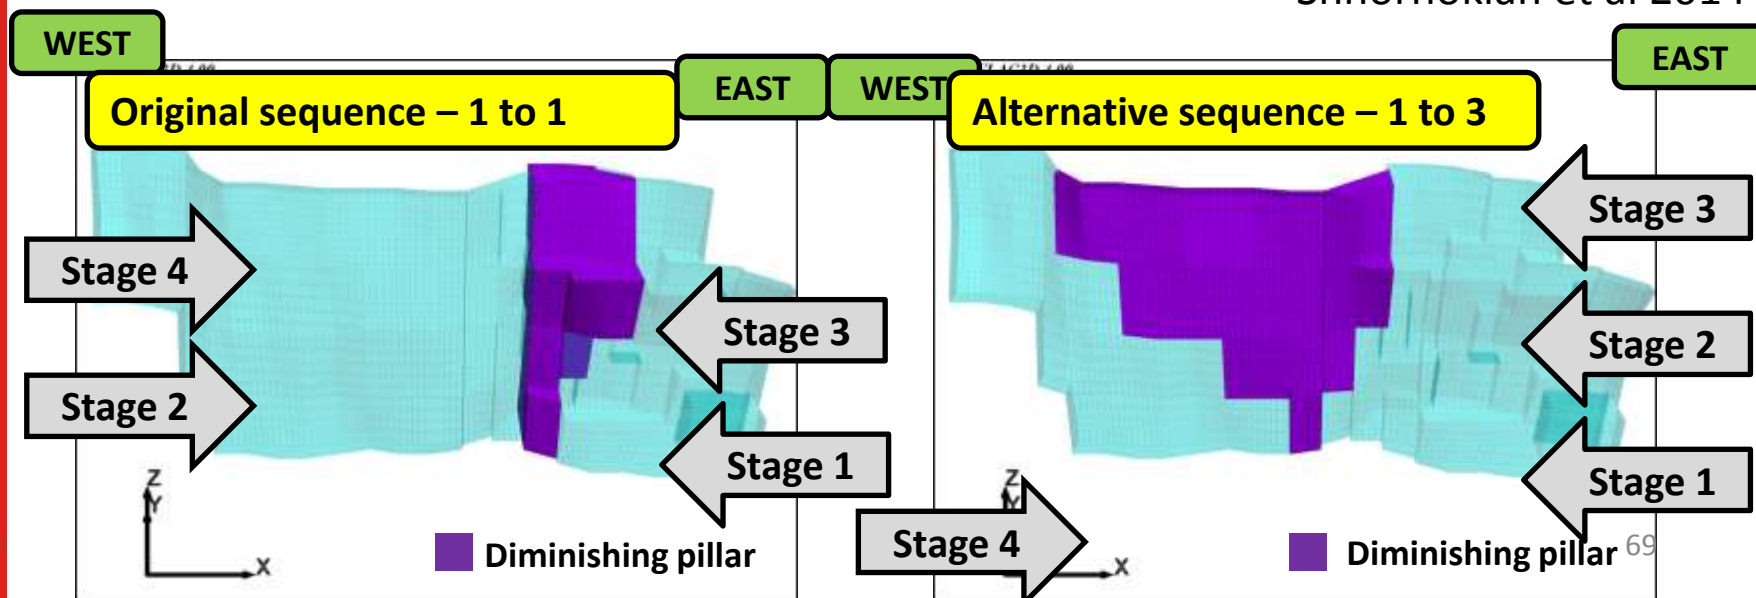 WEST
Original sequence – 1 to 1
EAST
Stage 4
Stage 3
Stage 2
Stage 1
Z
Y
X
Diminishing pillar
WEST
Alternative sequence – 1 to 3
EAST
Stage 3
Stage 2
Stage 1
Stage 4
Z
X
Diminishing pillar
69